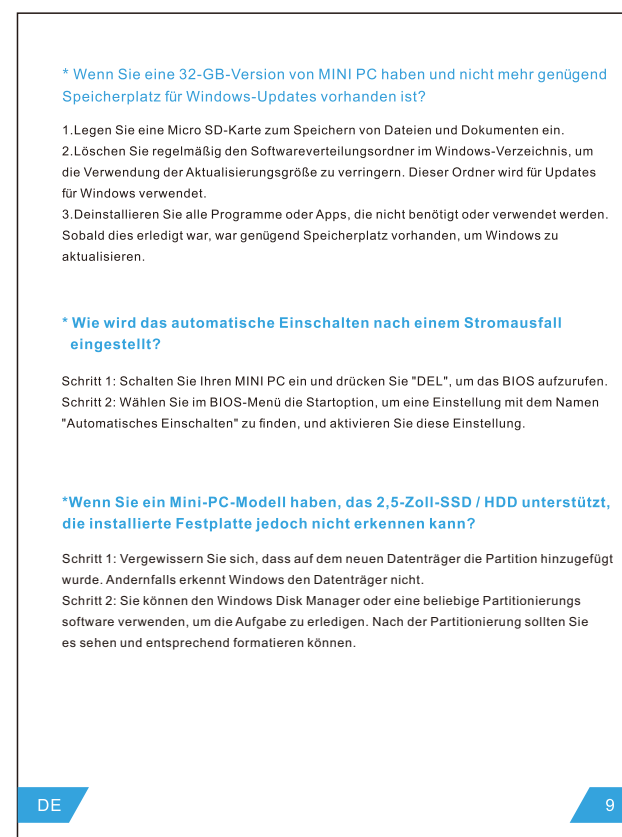 * Wenn Sie eine 32-GB-Version von MINI PC haben und nicht mehr genügend
Speicherplatz für Windows-Updates vorhanden ist?
1.Legen Sie eine Micro SD-Karte zum Speichern von Dateien und Dokumenten ein.
2.Löschen Sie regelmäßig den Softwareverteilungsordner im Windows-Verzeichnis, um
die Verwendung der Aktualisierungsgröße zu verringern. Dieser Ordner wird für Updates
für Windows verwendet.
3.Deinstallieren Sie alle Programme oder Apps, die nicht benötigt oder verwendet werden.
Sobald dies erledigt war, war genügend Speicherplatz vorhanden, um Windows zu
aktualisieren.
* Wie wird das automatische Einschalten nach einem Stromausfall
eingestellt?
Schritt 1: Schalten Sie Ihren MINI PC ein und drücken Sie "DEL", um das BIOS aufzurufen.
Schritt 2: Wählen Sie im BIOS-Menü die Startoption, um eine Einstellung mit dem Namen
"Automatisches Einschalten" zu finden, und aktivieren Sie diese Einstellung.
*Wenn Sie ein Mini-PC-Modell haben, das 2,5-Zoll-SSD / HDD unterstützt,
die installierte Festplatte jedoch nicht erkennen kann?
Schritt 1: Vergewissern Sie sich, dass auf dem neuen Datenträger die Partition hinzugefügt
wurde. Andernfalls erkennt Windows den Datenträger nicht.
Schritt 2: Sie können den Windows Disk Manager oder eine beliebige Partitionierungs
software verwenden, um die Aufgabe zu erledigen. Nach der Partitionierung sollten Sie
es sehen und entsprechend formatieren können.
DE
9